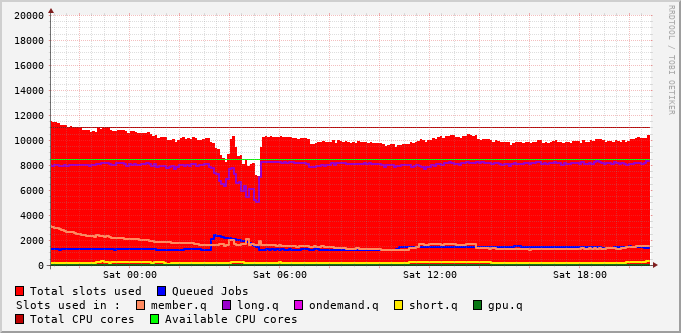 RRDTOOL / TOBI OETIKER
20000
18000
16000
14000
12000
10000
8000
6000
4000
2000
0
Sat 00:00 Sat 06:00 Sat 12:00 Sat 18:00
Total slots used Queued Jobs
Slots used in : member.q long.q ondemand.q short.q gpu.q
Total CPU cores Available CPU cores